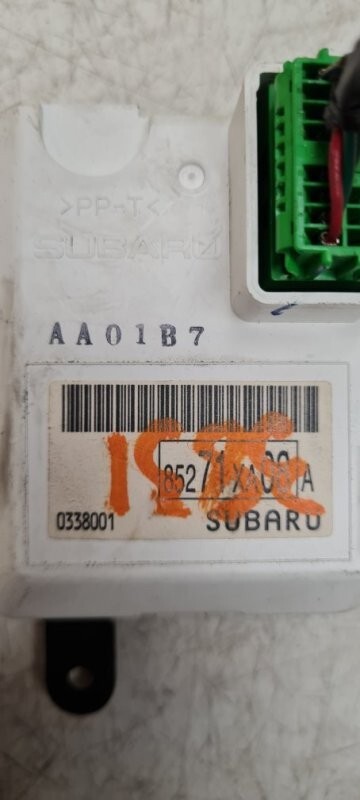 >PP-T<
SUBARU
AA01B7
0338001
SUBARU